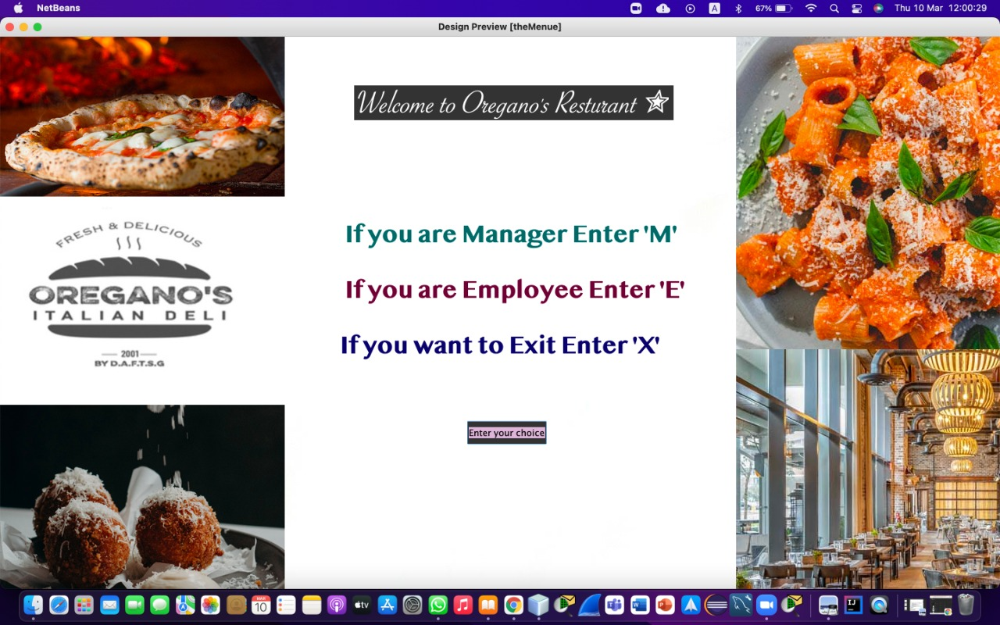 NetBeans
A
67%
Thu 10 Mar 12:00:29
Design Preview [theMenue]
Welcome to Oregano's Resturant
FRESH & DELICIOUS
OREGANO'S
ITALIAN DELI
2001
BY D.A.F.T.S.G
If you are Manager Enter 'M'
If you are Employee Enter 'E'
If you want to Exit Enter 'X'
Enter your choice
MAR
10
tv
W
P
IJ